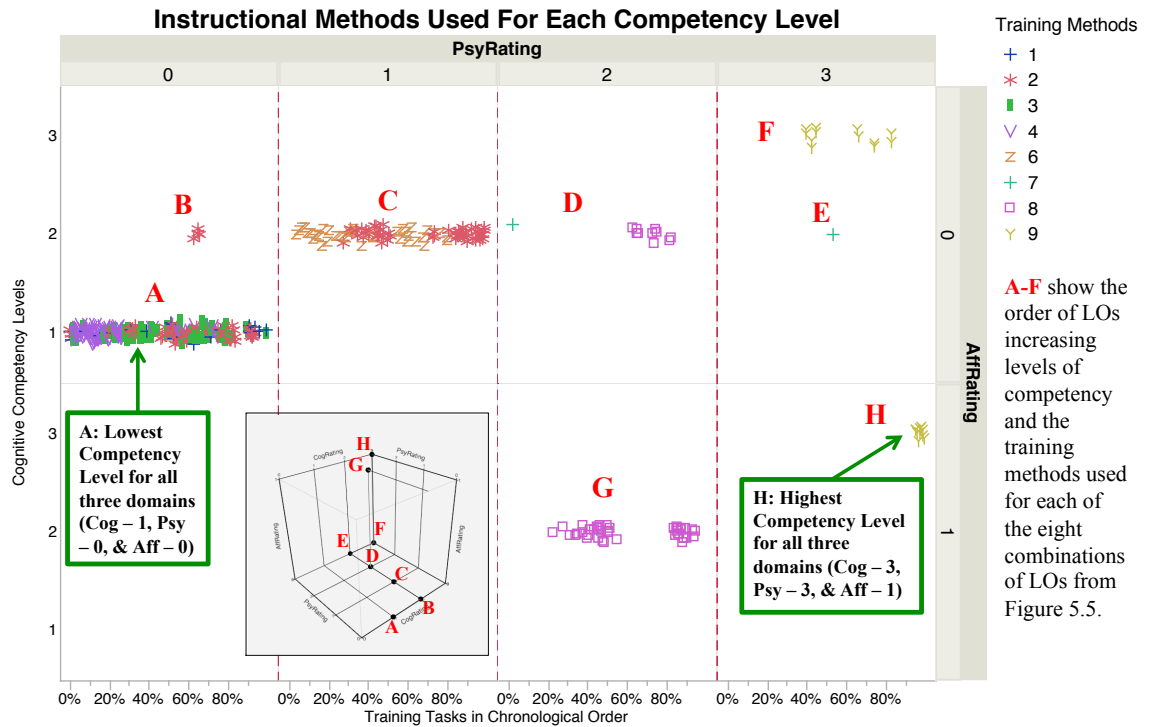 Instructional Methods Used For Each Competency Level
PsyRating
0 1 2 3
Cognitive Competency Levels
3
2
1
3
2
1
AffRating
0
1
A
B
C
D
E
F
G
H
A: Lowest
Competency
Level for all
three domains
(Cog – 1, Psy
– 0, & Aff – 0)
H
G
F
E
D
C
B
A
CogRating
PsyRating
AffRating
AffRating
PsyRating
CogRating
H: Highest
Competency Level
for all three
domains (Cog – 3,
Psy – 3, & Aff – 1)
0% 20% 40% 60% 80% 0% 20% 40% 60% 80% 0% 20% 40% 60% 80% 0% 20% 40% 60% 80%
Training Tasks in Chronological Order
Training Methods
1
2
3
4
6
7
8
9
A-F show the
order of LOs
increasing
levels of
competency
and the
training
methods used
for each of
the eight
combinations
of LOs from
Figure 5.5.